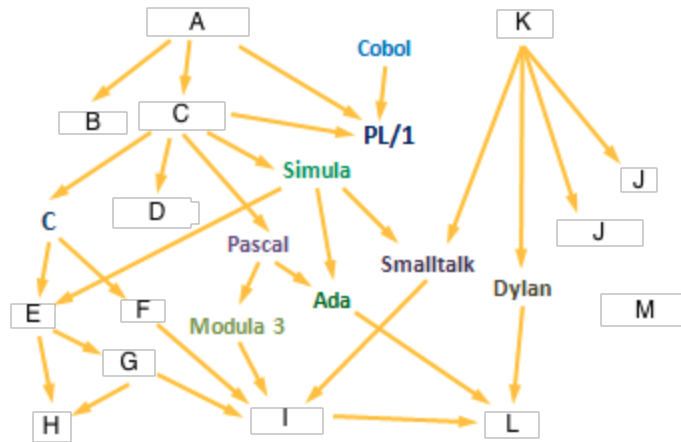 A
K
Cobol
B
C
PL/1
Simula
J
D
C
J
Pascal
Smalltalk
Dylan
E
F
Ada
M
Modula 3
G
H
I
L